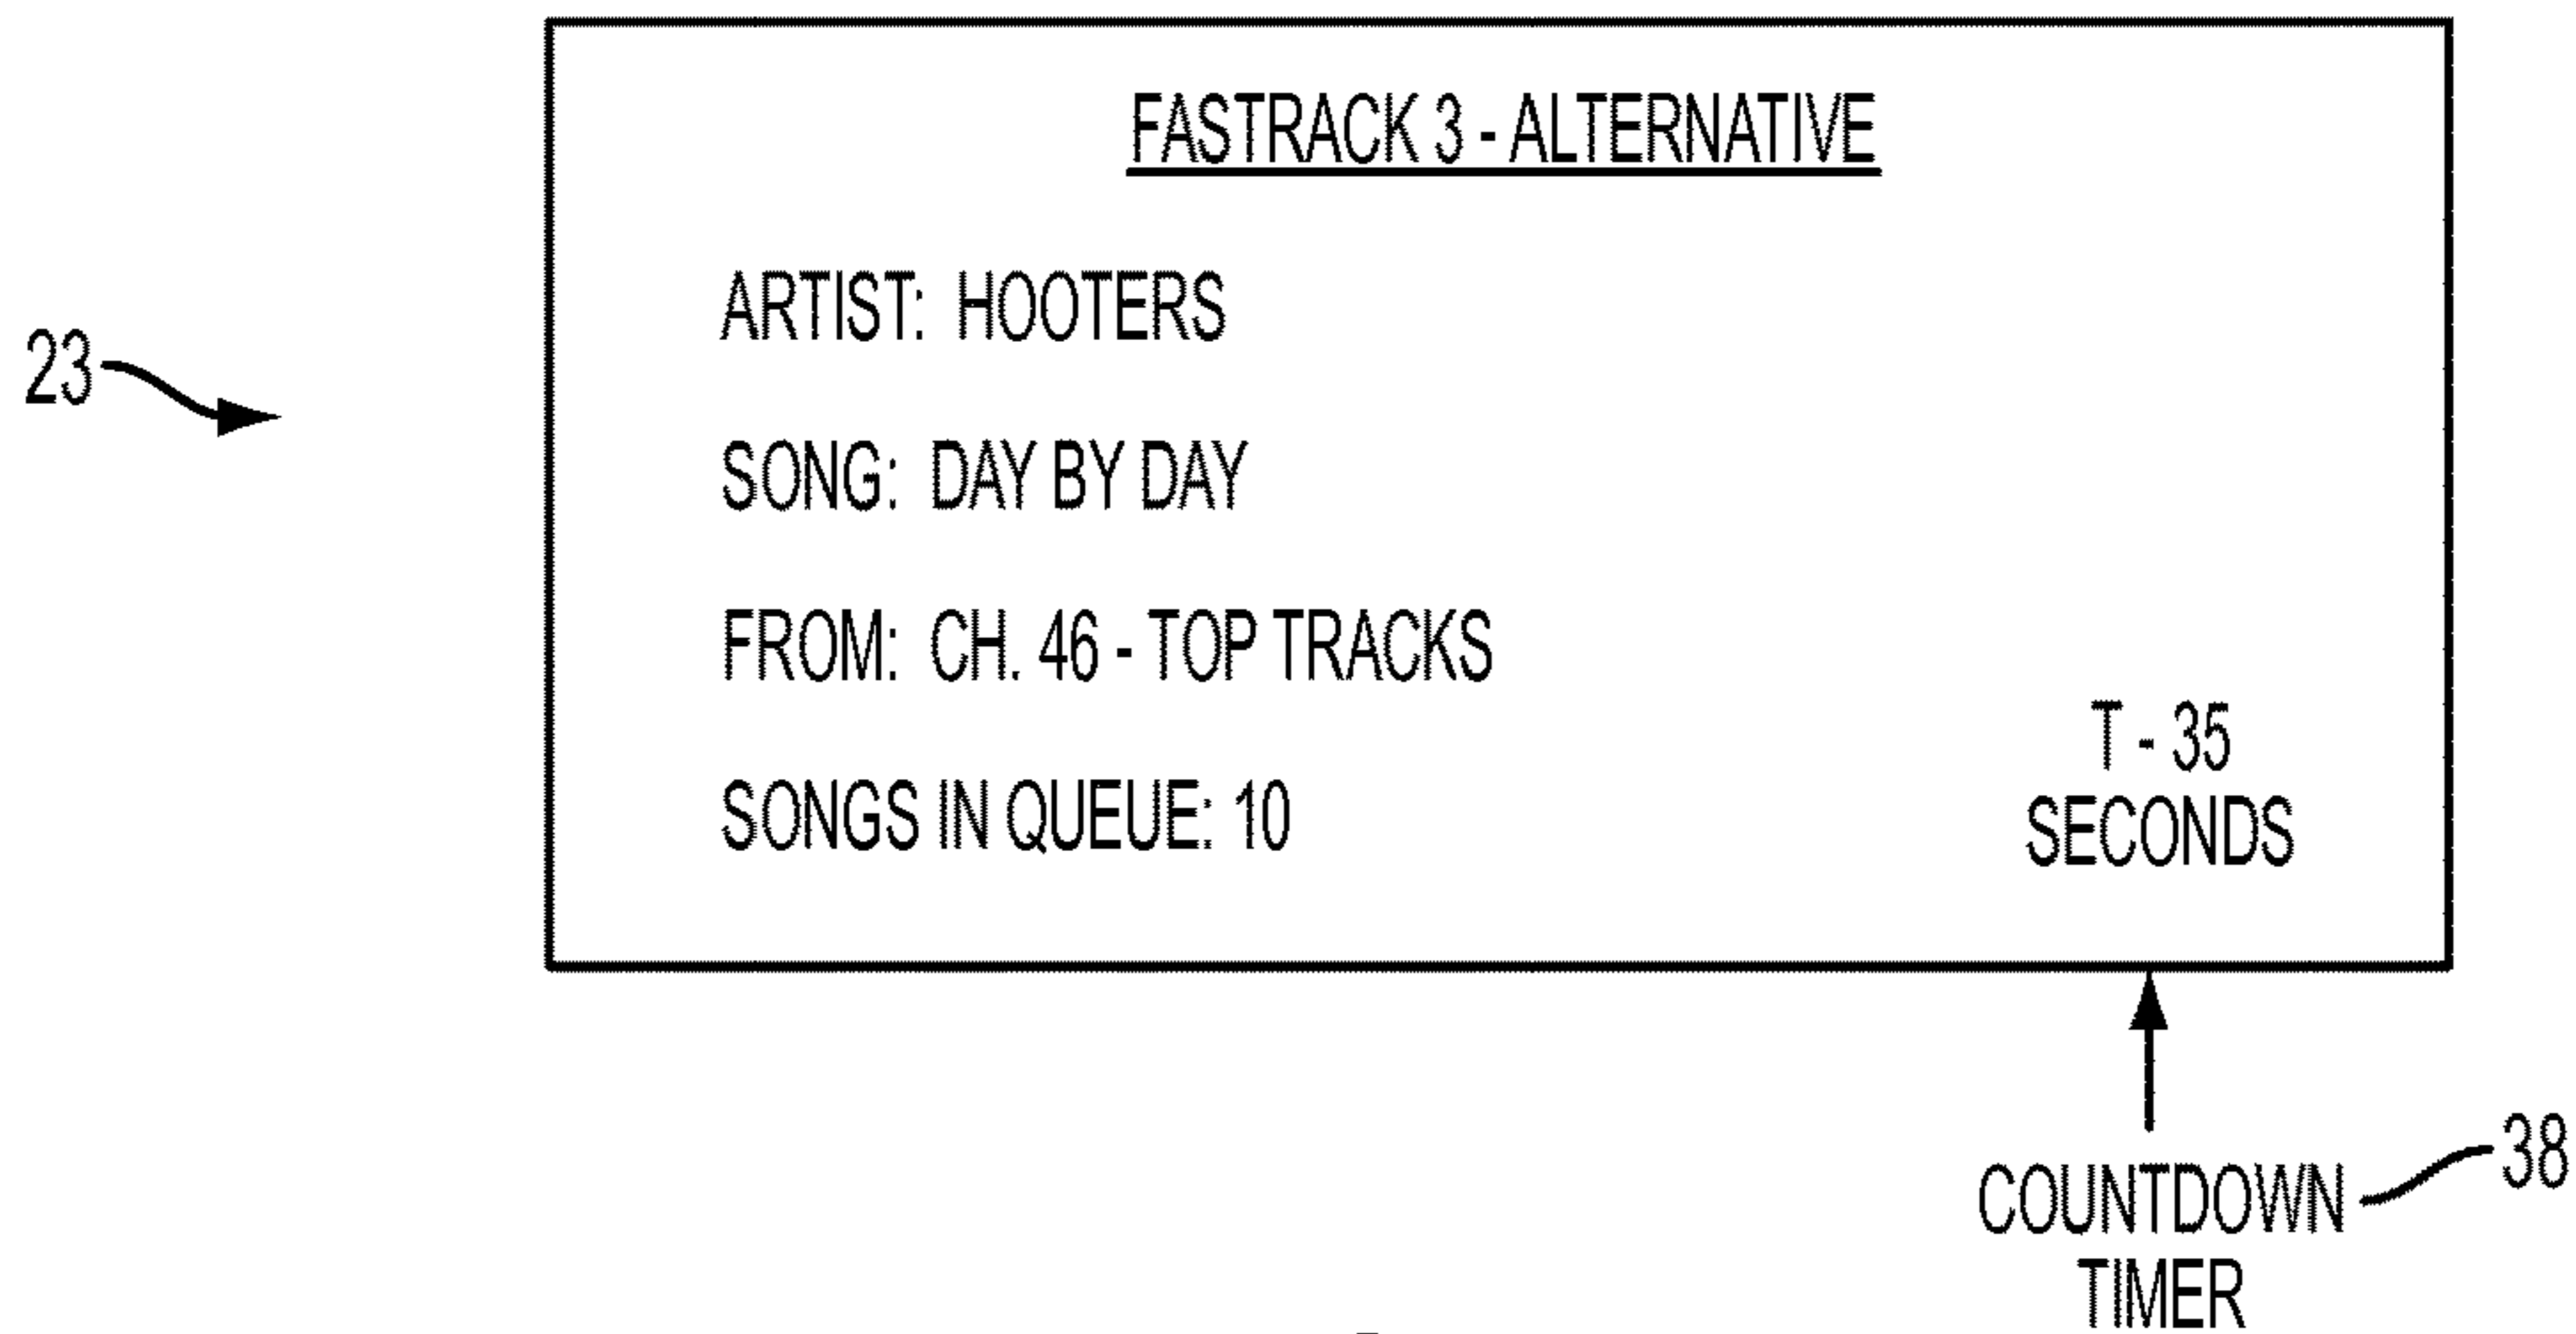 FASTRACK 3 - ALTERNATIVE
ARTIST: HOOTERS
23
SONG: DAY BY DAY
FROM: CH. 46 - TOP TRACKS
T - 35
SECONDS
SONGS IN QUEUE: 10
COUNTDOWN
TIMER
38